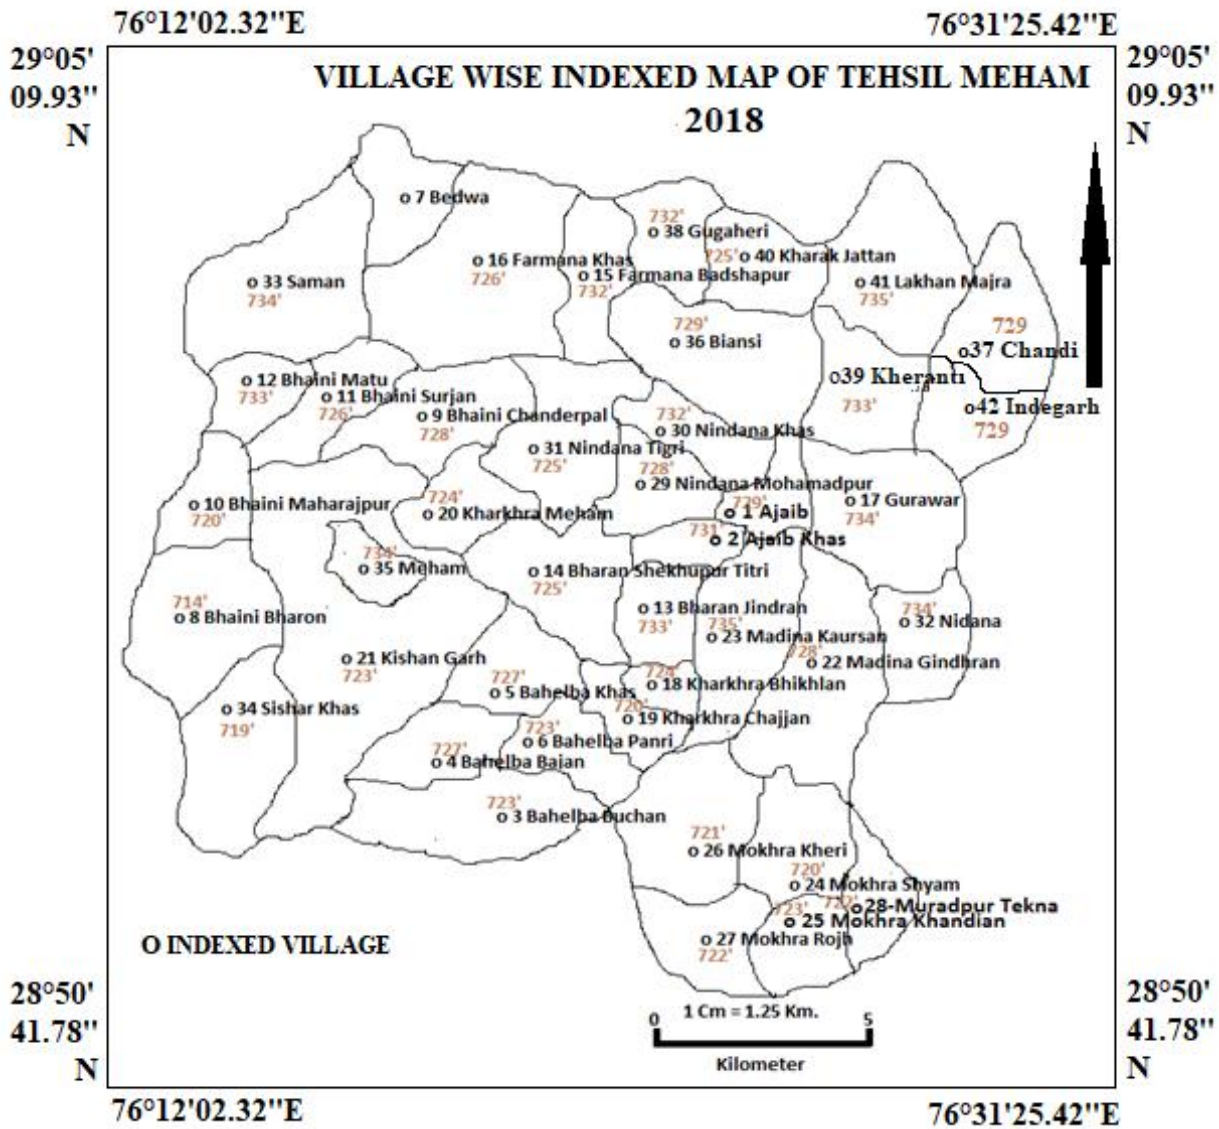 76°12'02.32"E
76°31'25.42"E
29°05'
09.93"
N
29°05'
09.93"
N
VILLAGE WISE INDEXED MAP OF TEHSIL MEHAM
2018
o 7 Bedwa
732'
o 38 Gugaheri
725' o 40 Kharak Jattan
o 16 Farmana Khas
726'
o 15 Farmana Badshapur
732'
o 33 Saman
734'
o 41 Lakhan Majra
735'
729'
o 36 Biansi
729
o37 Chandi
o39 Kheranti
733'
o42 Indegarh
729
o 12 Bhaini Matu
733'
o 11 Bhaini Surjan
726'
o 9 Bhaini Chanderpal
728'
732'
o 30 Nindana Khas
o 31 Nindana Tigri
725'
728'
o 29 Nindana Mohamadpur
o 10 Bhaini Maharajpur
720'
724'
o 20 Kharkhra Meham
729'
o 1 Ajaib
o 17 Gurawar
734'
731'
o 2 Ajaib Khas
734'
o 35 Meham
o 14 Bharan Shekhupur Titri
725'
714'
o 8 Bhaini Bharon
o 13 Bharan Jindran
733'
735'
o 23 Madina Kaursan
734'
o 32 Nidana
728'
o 22 Madina Gindhran
o 21 Kishan Garh
723'
727'
o 5 Bahelba Khas
724'
o 18 Kharkhra Bhikhlan
o 34 Sishar Khas
719'
720'
o 19 Kharkhra Chajjan
723'
o 6 Bahelba Panri
727'
o 4 Bahelba Bajan
723'
o 3 Bahelba Buchan
721'
o 26 Mokhra Kheri
720'
o 24 Mokhra Shyam
722'
o 28-Muradpur Tekna
723'
o 25 Mokhra Khandian
o 27 Mokhra Rojh
722'
O INDEXED VILLAGE
1 Cm = 1.25 Km.
0 5
Kilometer
28°50'
41.78"
N
28°50'
41.78"
N
76°12'02.32"E
76°31'25.42"E